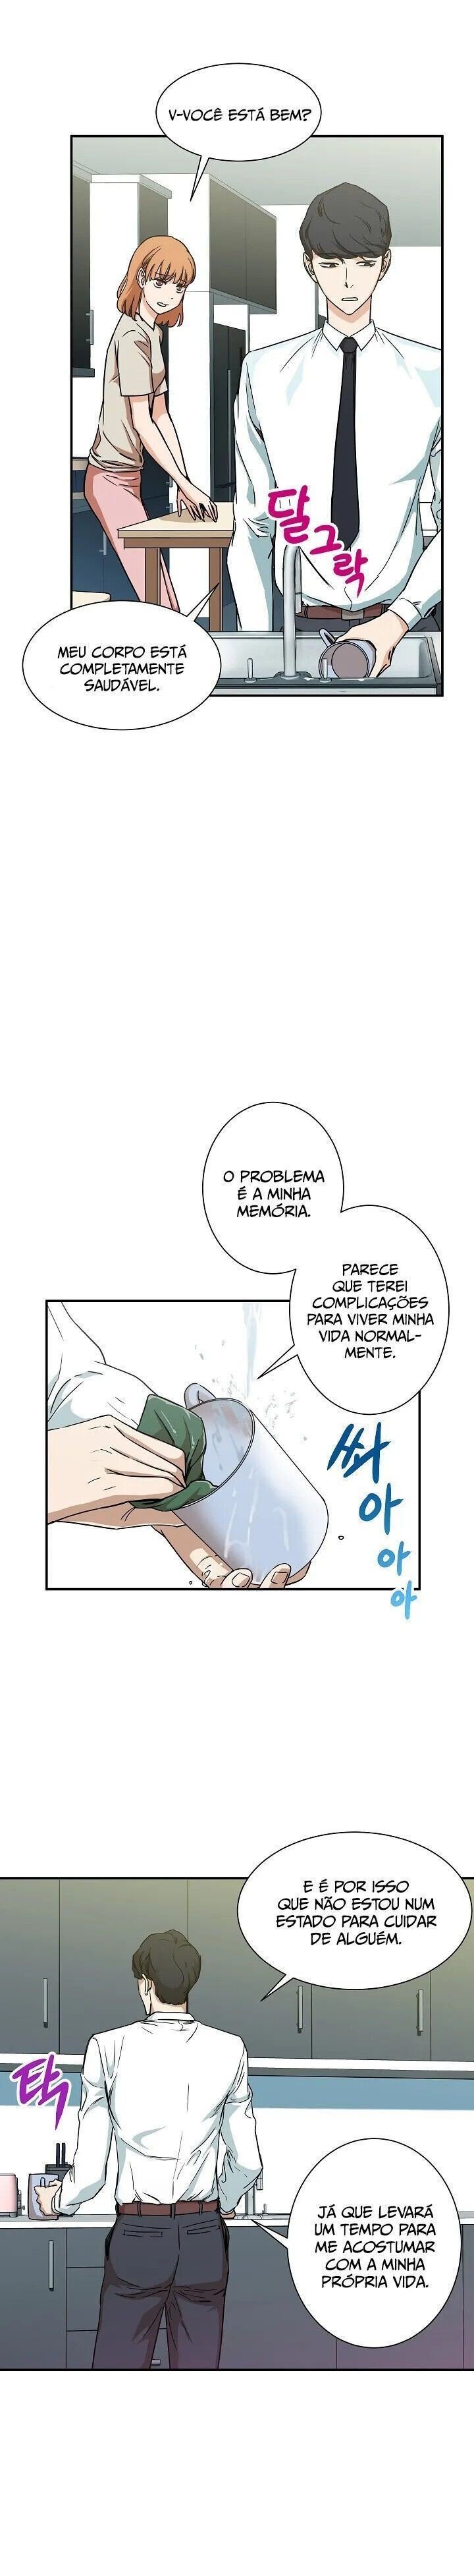 V-VOCÊ ESTÁ BEM?
달그락
MEU CORPO ESTÁ
COMPLETAMENTE
SAUDÁVEL.
O PROBLEMA
É A MINHA
MEMÓRIA.
PARECE
QUE TEREI
COMPLICAÇÕES
PARA VIVER MINHA
VIDA NORMAL-
MENTE.
쏴
아
아
아
E É POR ISSO
QUE NÃO ESTOU NUM
ESTADO PARA CUIDAR
DE ALGUÉM.
탁
JÁ QUE LEVARÁ
UM TEMPO PARA
ME ACOSTUMAR
COM A MINHA
PRÓPRIA VIDA.